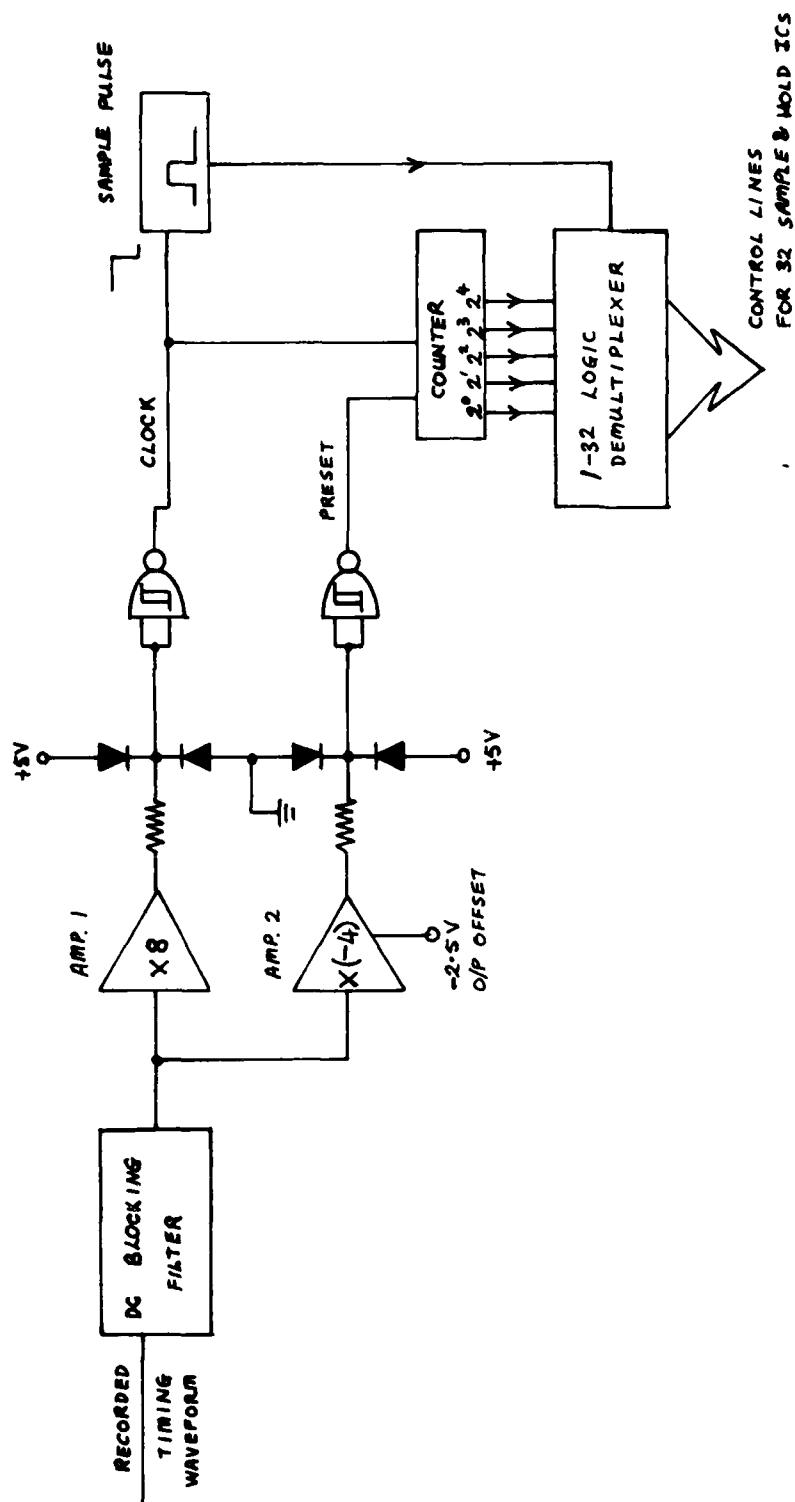 RECORDED
TIMING
WAVEFORM
DC BLOCKING
FILTER
AMP. 1
X 8
AMP. 2
X(-4)
-2.5V
O/P OFFSET
+5V
+5V
CLOCK
PRESET
SAMPLE PULSE
COUNTER
2⁰ 2¹ 2² 2³ 2⁴
1-32 LOGIC
DEMULTIPLEXER
CONTROL LINES
FOR 32 SAMPLE & HOLD ICs